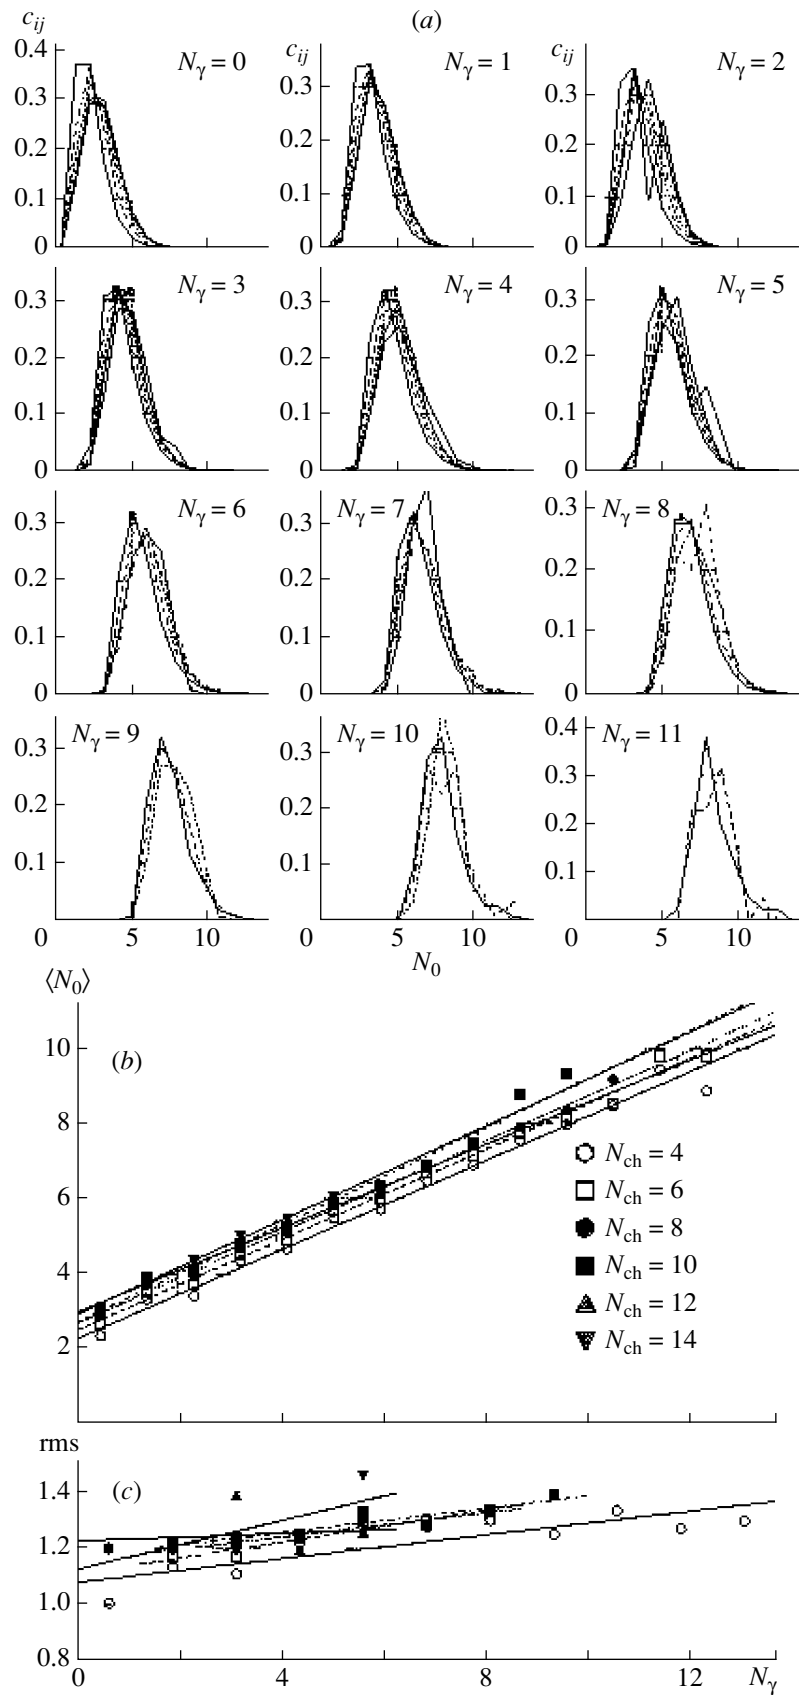 c_{ij} (a)
0.4 N_γ = 0 c_{ij} N_γ = 1 c_{ij} N_γ = 2
0.3 0.3 0.3
0.2 0.2 0.2
0.1 0.1 0.1
0 0 0
N_γ = 3 N_γ = 4 N_γ = 5
0.3 0.3 0.3
0.2 0.2 0.2
0.1 0.1 0.1
0 0 0
N_γ = 6 N_γ = 7 N_γ = 8
0.3 0.3 0.3
0.2 0.2 0.2
0.1 0.1 0.1
0 0 0
N_γ = 9 N_γ = 10 0.4 N_γ = 11
0.3 0.3 0.3
0.2 0.2 0.2
0.1 0.1 0.1
0 5 10 0 5 10 0 5 10
N_0
⟨N_0⟩
(b)
10
8
N_ch = 4
N_ch = 6
6
N_ch = 8
N_ch = 10
4
N_ch = 12
N_ch = 14
2
rms
(c)
1.4
1.2
1.0
0.8
0 4 8 12 N_γ